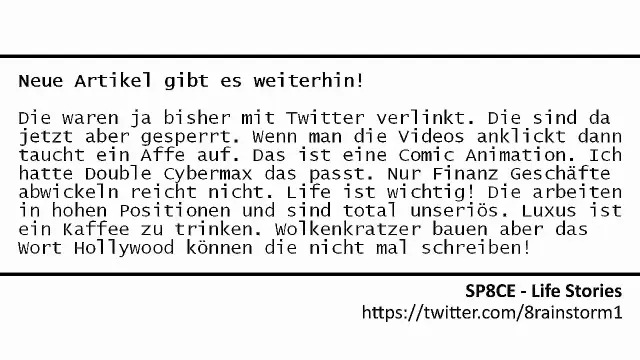 Neue Artikel gibt es weiterhin!
Die waren ja bisher mit Twitter verlinkt. Die sind da
jetzt aber gesperrt. Wenn man die Videos anklickt dann
taucht ein Affe auf. Das ist eine Comic Animation. Ich
hatte Double Cybermax das passt. Nur Finanz Geschäfte
abwickeln reicht nicht. Life ist wichtig! Die arbeiten
in hohen Positionen und sind total unseriös. Luxus ist
ein Kaffee zu trinken. Wolkenkratzer bauen aber das
Wort Hollywood können die nicht mal schreiben!
SP8CE - Life Stories
https://twitter.com/8rainstorm1